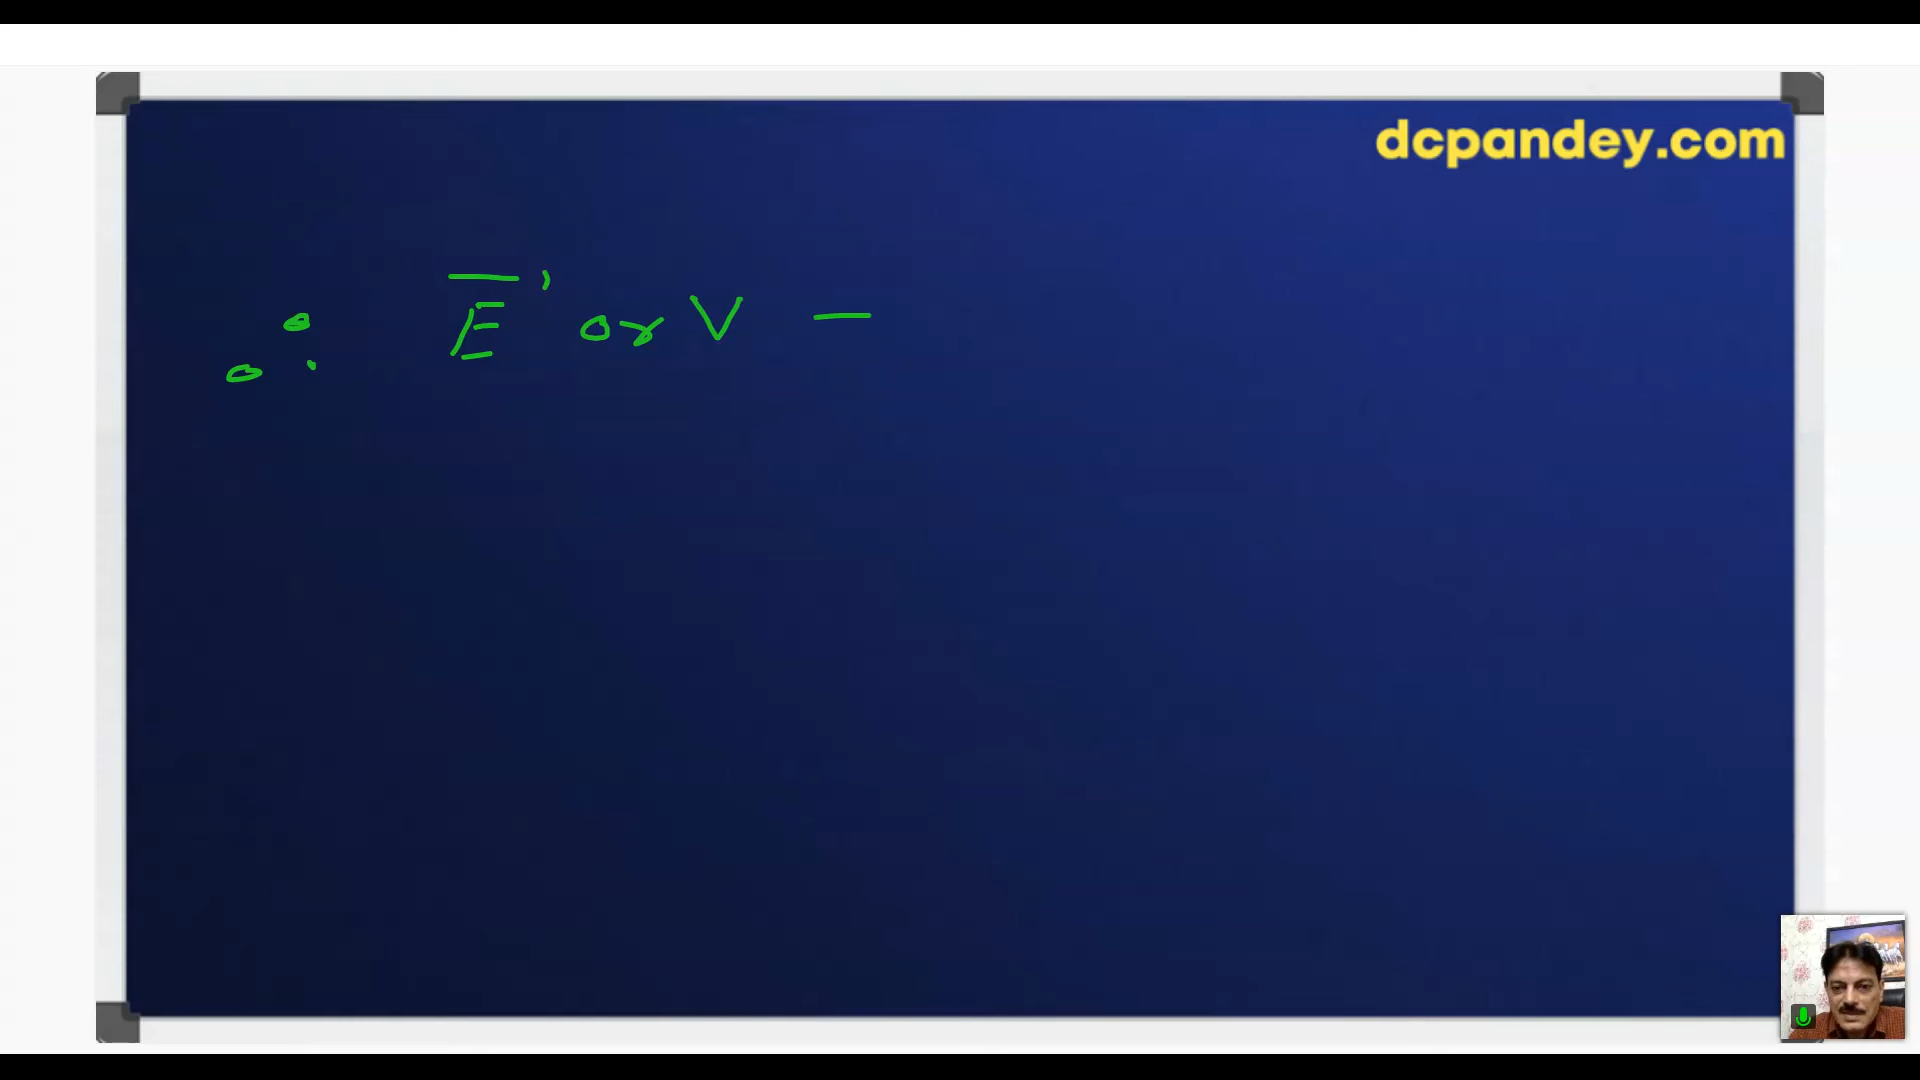 dcpandey.com
∴ E or V –